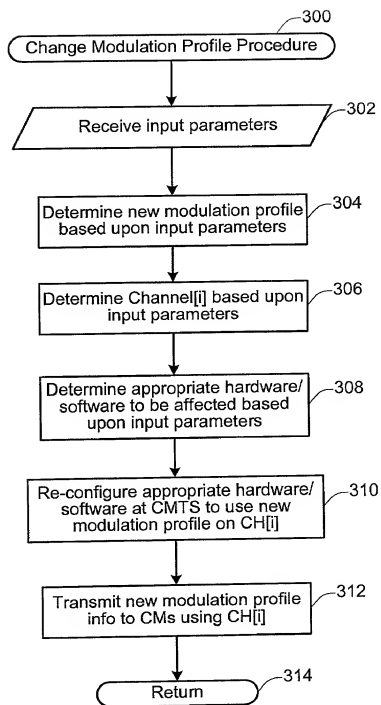 300
Change Modulation Profile Procedure
302
Receive input parameters
Determine new modulation profile
based upon input parameters
304
Determine Channel[i] based upon
input parameters
306
Determine appropriate hardware/
software to be affected based
upon input parameters
308
Re-configure appropriate hardware/
software at CMTS to use new
modulation profile on CH[i]
310
Transmit new modulation profile
info to CMs using CH[i]
312
Return
314